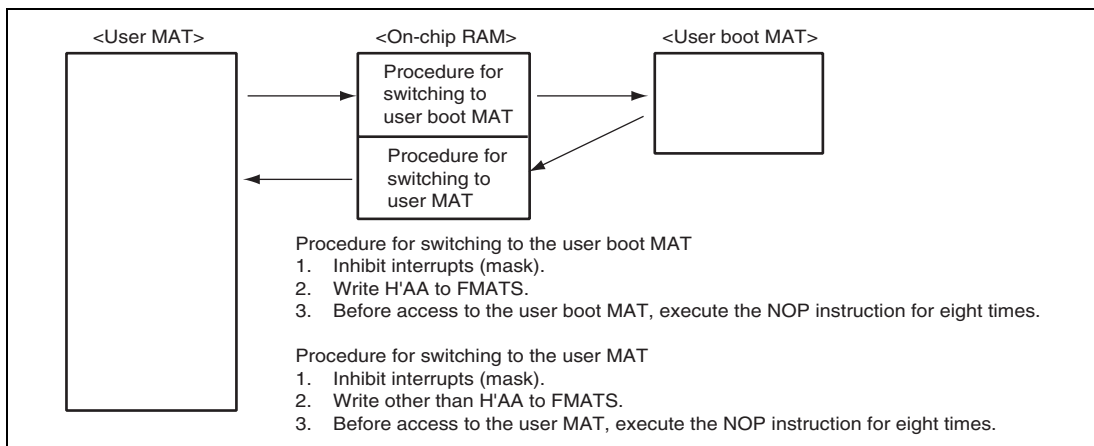 <User MAT>
<On-chip RAM>
<User boot MAT>
Procedure for
switching to
user boot MAT
Procedure for
switching to
user MAT
Procedure for switching to the user boot MAT
1. Inhibit interrupts (mask).
2. Write H'AA to FMATS.
3. Before access to the user boot MAT, execute the NOP instruction for eight times.
Procedure for switching to the user MAT
1. Inhibit interrupts (mask).
2. Write other than H'AA to FMATS.
3. Before access to the user MAT, execute the NOP instruction for eight times.